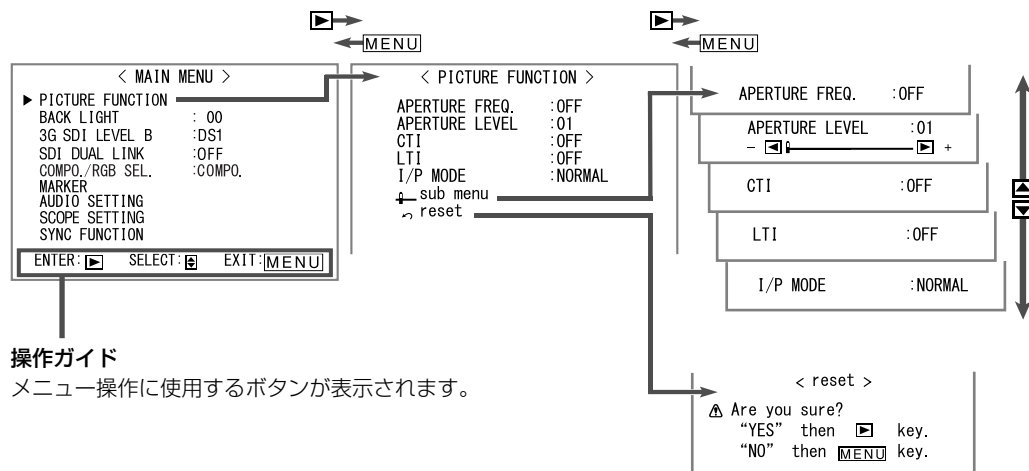 ▶→ ▶→
←MENU ←MENU
< MAIN MENU >
▶ PICTURE FUNCTION
BACK LIGHT : 00
3G SDI LEVEL B :DS1
SDI DUAL LINK :OFF
COMPO./RGB SEL. :COMPO.
MARKER
AUDIO SETTING
SCOPE SETTING
SYNC FUNCTION
ENTER:▶ SELECT: EXIT:MENU
< PICTURE FUNCTION >
APERTURE FREQ. :OFF
APERTURE LEVEL :01
CTI :OFF
LTI :OFF
I/P MODE :NORMAL
sub menu
reset
APERTURE FREQ. :OFF
APERTURE LEVEL :01
- ◀ ▶ +
CTI :OFF
LTI :OFF
I/P MODE :NORMAL
▲
▼
操作ガイド
メニュー操作に使用するボタンが表示されます。
< reset >
⚠ Are you sure?
“YES” then ▶ key.
“NO” then MENU key.